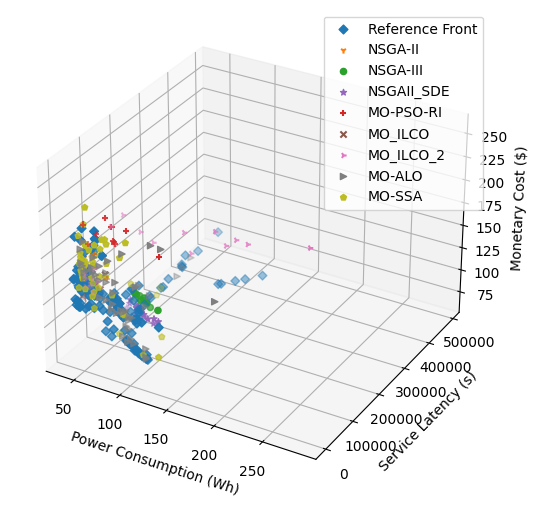 Reference Front
NSGA-II
NSGA-III
NSGAII_SDE
MO-PSO-RI
MO_ILCO
MO_ILCO_2
MO-ALO
MO-SSA
250
225
200
175
150
125
100
75
Monetary Cost ($)
500000
400000
300000
200000
100000
0
Service Latency (s)
50
100
150
200
250
Power Consumption (Wh)